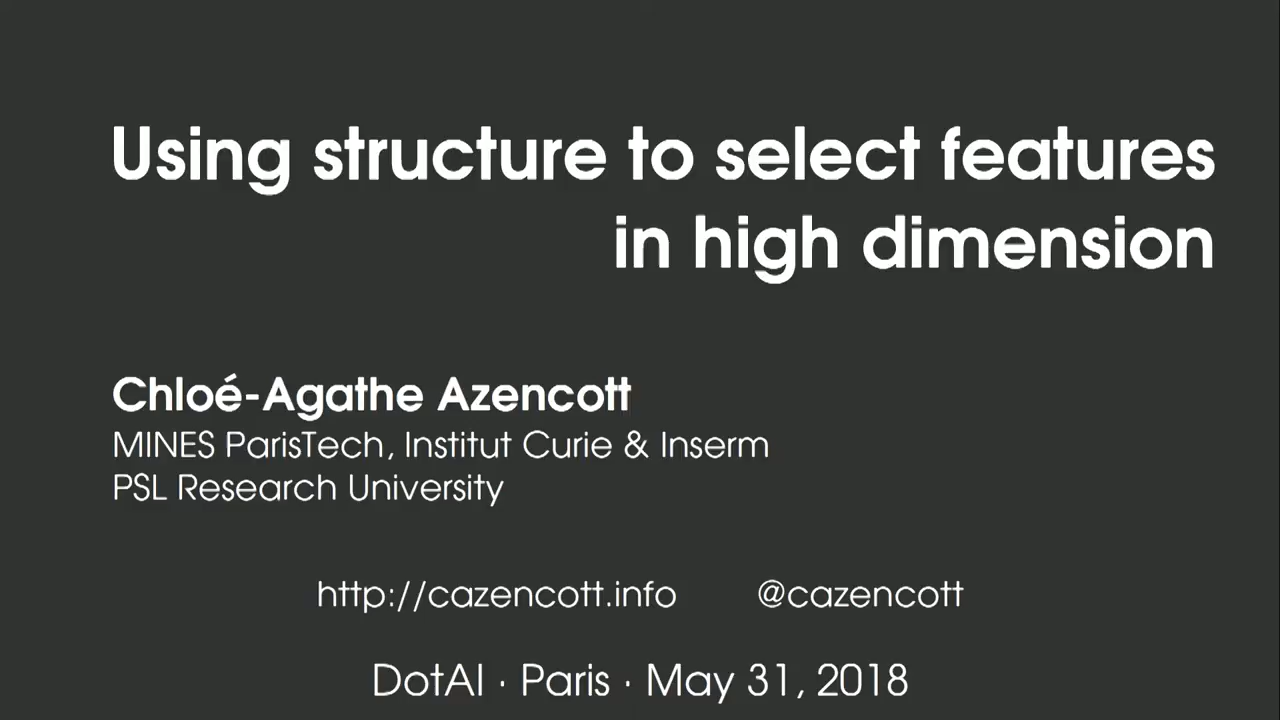 Using structure to select features
in high dimension
Chloé-Agathe Azencott
MINES ParisTech, Institut Curie & Inserm
PSL Research University
http://cazencott.info @cazencott
DotAI · Paris · May 31, 2018